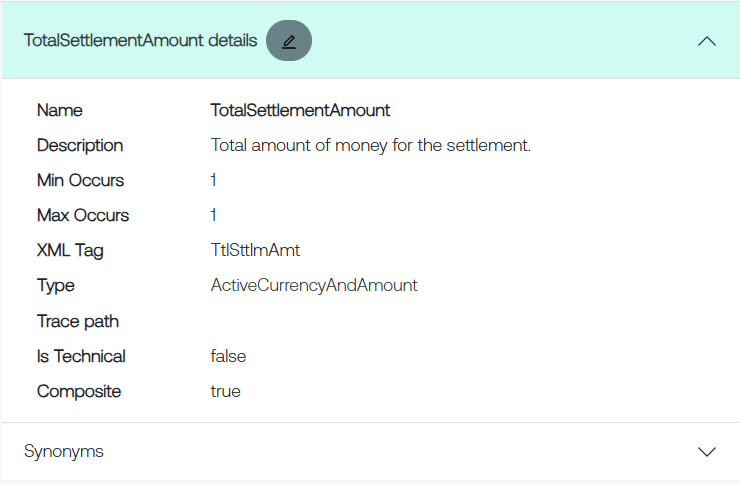 TotalSettlementAmount details
Name TotalSettlementAmount
Description Total amount of money for the settlement.
Min Occurs 1
Max Occurs 1
XML Tag TtlSttlmAmt
Type ActiveCurrencyAndAmount
Trace path
Is Technical false
Composite true
Synonyms